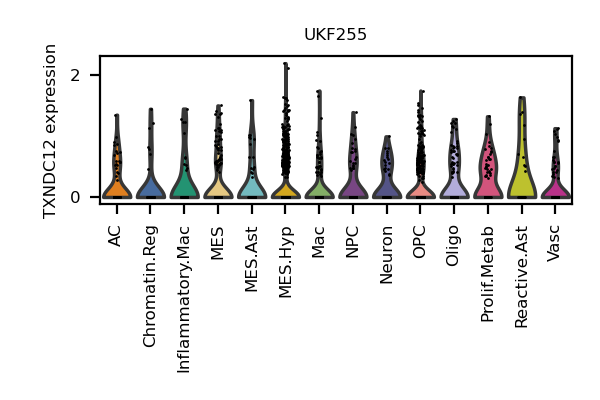 UKF255
TXNDC12 expression
2
0
AC
Chromatin.Reg
Inflammatory.Mac
MES
MES.Ast
MES.Hyp
Mac
NPC
Neuron
OPC
Oligo
Prolif.Metab
Reactive.Ast
Vasc